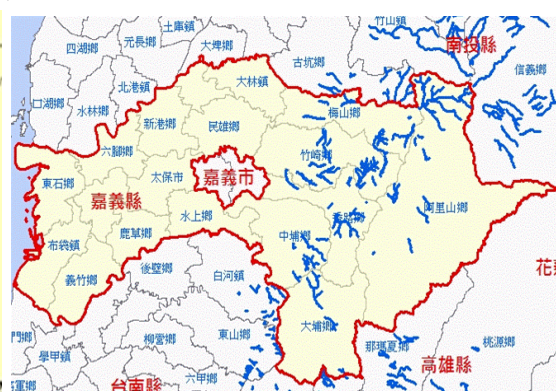 竹山鎮
土庫鎮
四湖鄉
元長鄉
大埤鄉
南投縣
古坑鄉
信義鄉
大林鎮
北港鎮
口湖鄉
水林鄉
梅山鄉
新港鄉
民雄鄉
六腳鄉
竹崎鄉
太保市
嘉義市
東石鄉
嘉義縣
阿里山鄉
水上鄉
鹿草鄉
中埔鄉
布袋鎮
後壁鄉
義竹鄉
白河鎮
大埔鄉
東山鄉
柳營鄉
那瑪夏鄉
桃源鄉
學甲鎮
高雄縣
六甲鄉
台南縣